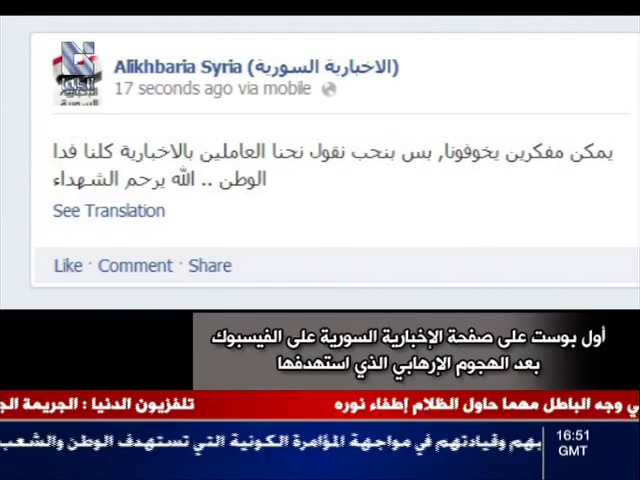 Alikhbaria Syria (الاخبارية السورية)
17 seconds ago via mobile
يمكن مفكرين يخوفونا, بس بنحب نقول نحنا العاملين بالاخبارية كلنا فدا
الوطن .. الله يرحم الشهداء
See Translation
Like · Comment · Share
أول بوست على صفحة الإخبارية السورية على الفيسبوك
بعد الهجوم الإرهابي الذي استهدفها
ي وجه الباطل مهما حاول الظلام إطفاء نوره تلفزيون الدنيا : الجريمة الج
بهم وقيادتهم في مواجهة المؤامرة الكونية التي تستهدف الوطن والشعب
16:51
GMT